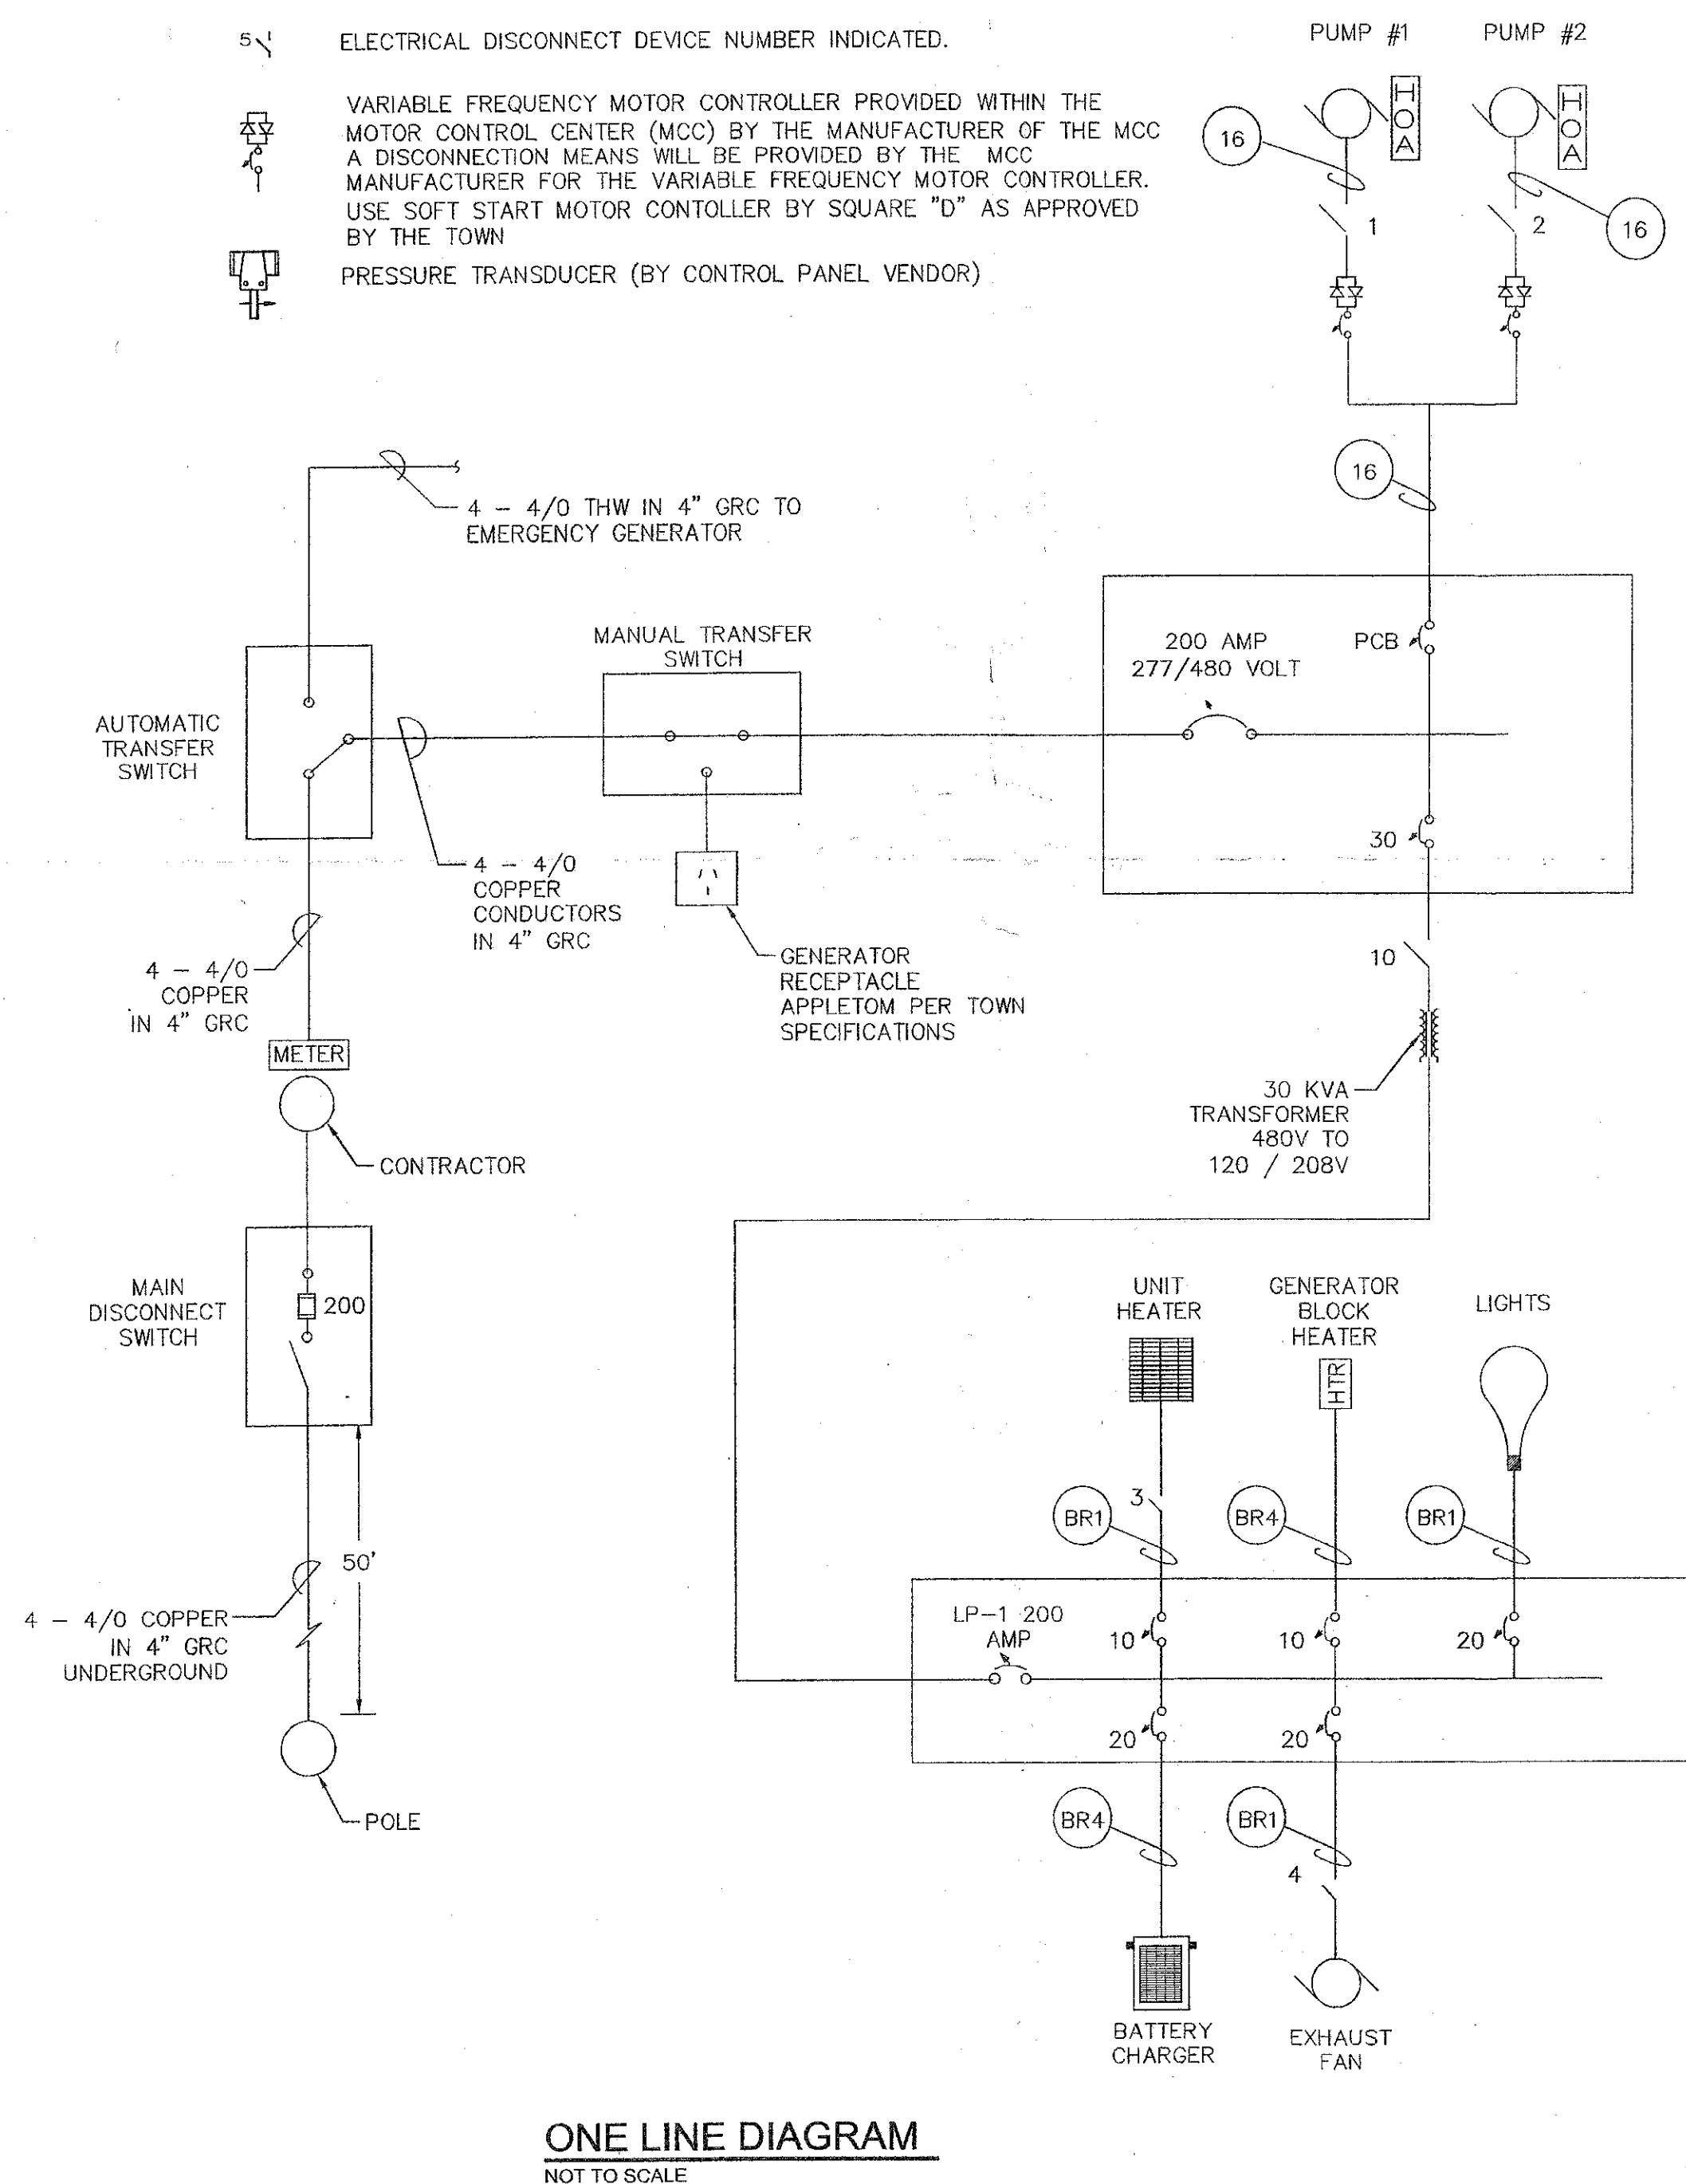 5
ELECTRICAL DISCONNECT DEVICE NUMBER INDICATED.
VARIABLE FREQUENCY MOTOR CONTROLLER PROVIDED WITHIN THE
MOTOR CONTROL CENTER (MCC) BY THE MANUFACTURER OF THE MCC
A DISCONNECTION MEANS WILL BE PROVIDED BY THE MCC
MANUFACTURER FOR THE VARIABLE FREQUENCY MOTOR CONTROLLER.
USE SOFT START MOTOR CONTOLLER BY SQUARE "D" AS APPROVED
BY THE TOWN
PRESSURE TRANSDUCER (BY CONTROL PANEL VENDOR)
PUMP #1
PUMP #2
HOA
HOA
16
16
1
2
16
4 - 4/0 THW IN 4" GRC TO
EMERGENCY GENERATOR
AUTOMATIC
TRANSFER
SWITCH
MANUAL TRANSFER
SWITCH
200 AMP
277/480 VOLT
PCB
30
4 - 4/0
COPPER
CONDUCTORS
IN 4" GRC
4 - 4/0
COPPER
IN 4" GRC
GENERATOR
RECEPTACLE
APPLETOM PER TOWN
SPECIFICATIONS
10
METER
CONTRACTOR
30 KVA
TRANSFORMER
480V TO
120 / 208V
MAIN
DISCONNECT
SWITCH
200
UNIT
HEATER
GENERATOR
BLOCK
HEATER
LIGHTS
HTR
3
BR1
BR4
BR1
50'
4 - 4/0 COPPER
IN 4" GRC
UNDERGROUND
LP-1 200
AMP
10
10
20
20
20
POLE
BR4
BR1
4
BATTERY
CHARGER
EXHAUST
FAN
ONE LINE DIAGRAM
NOT TO SCALE